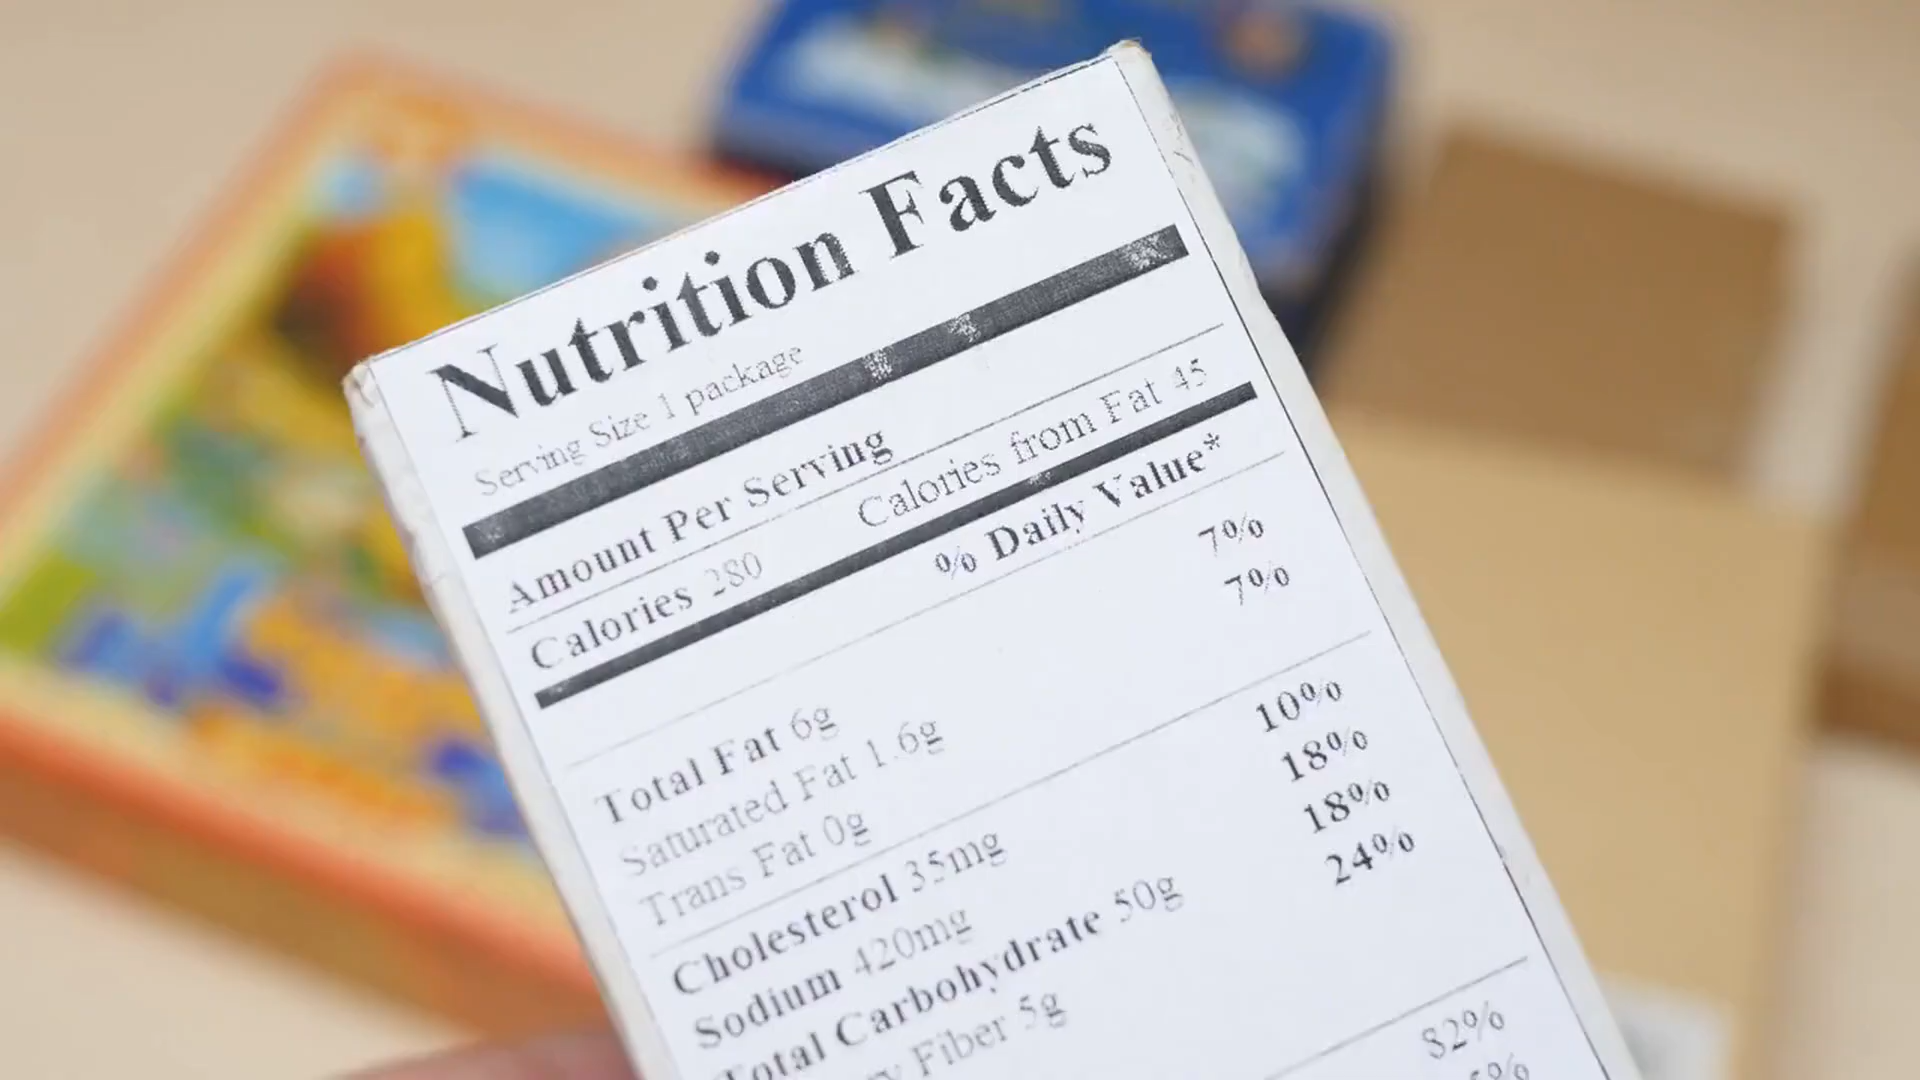 Nutrition Facts
Serving Size 1 package
Amount Per Serving
Calories 280 Calories from Fat 45
% Daily Value*
Total Fat 6g 7%
Saturated Fat 1.6g 7%
Trans Fat 0g
Cholesterol 35mg 10%
Sodium 420mg 18%
Total Carbohydrate 50g 18%
Fiber 5g 24%
82%